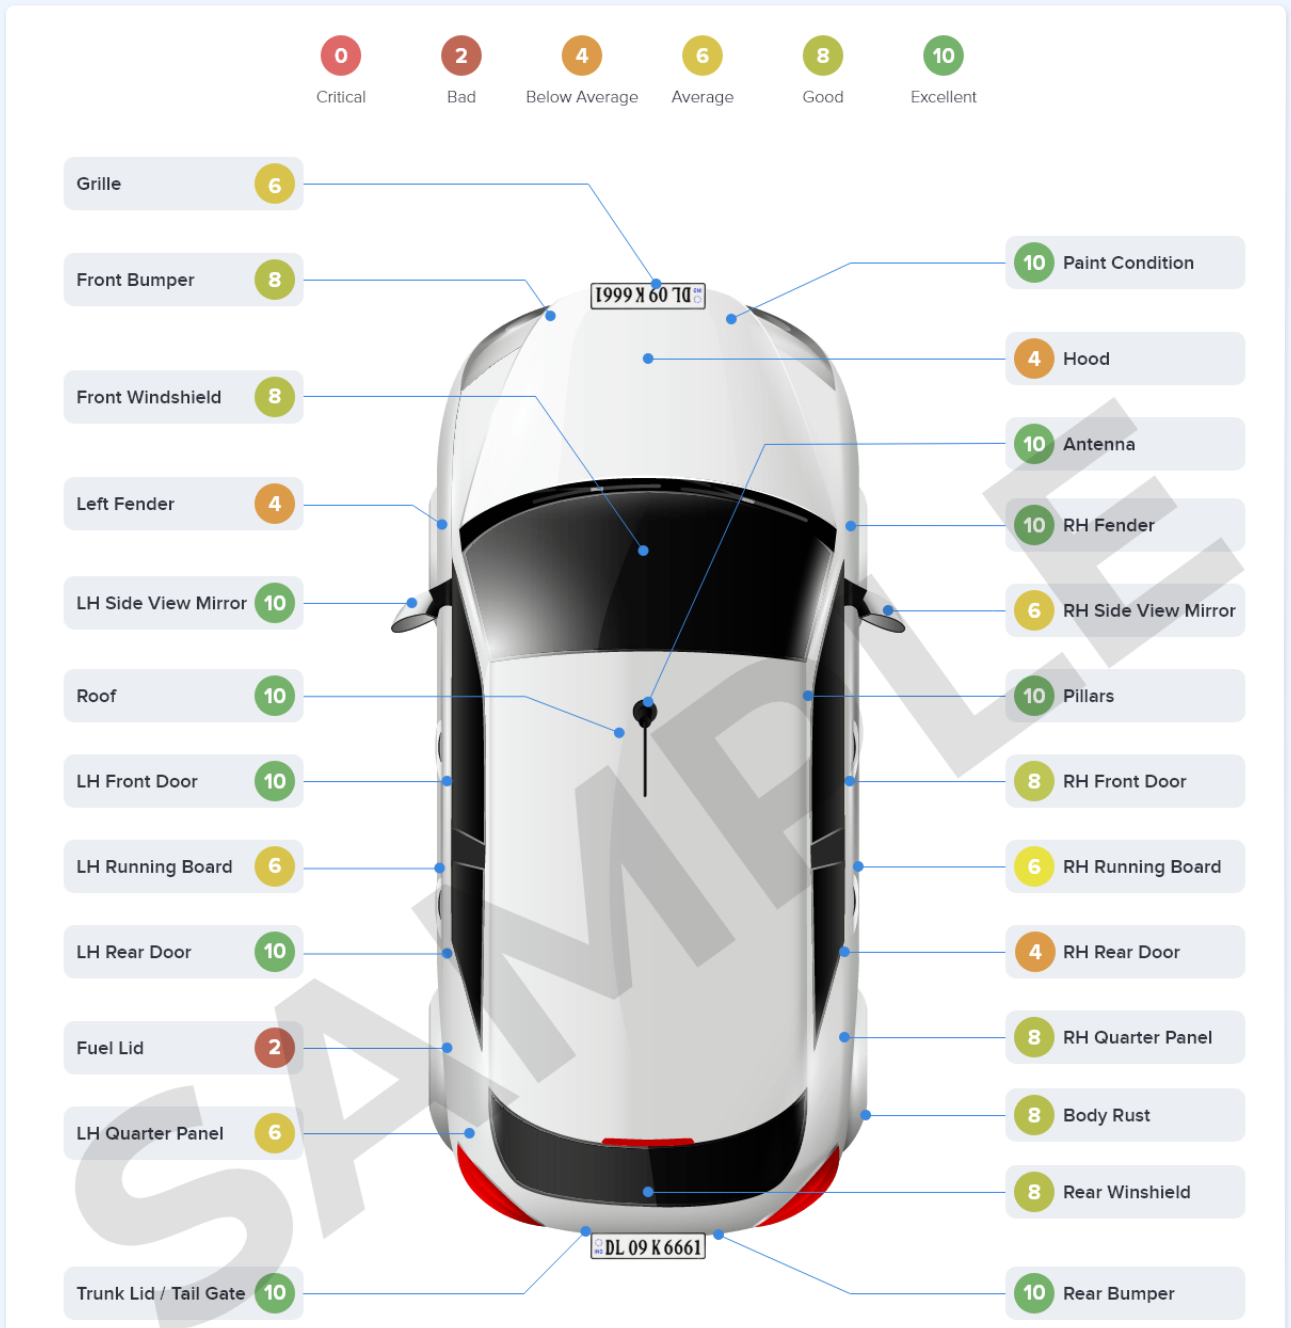 0 2 4 6 8 10
Critical Bad Below Average Average Good Excellent
Grille 6
Front Bumper 8
Front Windshield 8
Left Fender 4
LH Side View Mirror 10
Roof 10
LH Front Door 10
LH Running Board 6
LH Rear Door 10
Fuel Lid 2
LH Quarter Panel 6
Trunk Lid / Tail Gate 10
DL 09 K 6661
IND
10 Paint Condition
4 Hood
10 Antenna
10 RH Fender
6 RH Side View Mirror
10 Pillars
8 RH Front Door
6 RH Running Board
4 RH Rear Door
8 RH Quarter Panel
8 Body Rust
8 Rear Winshield
10 Rear Bumper
DL 09 K 6661
IND
SAMPLE